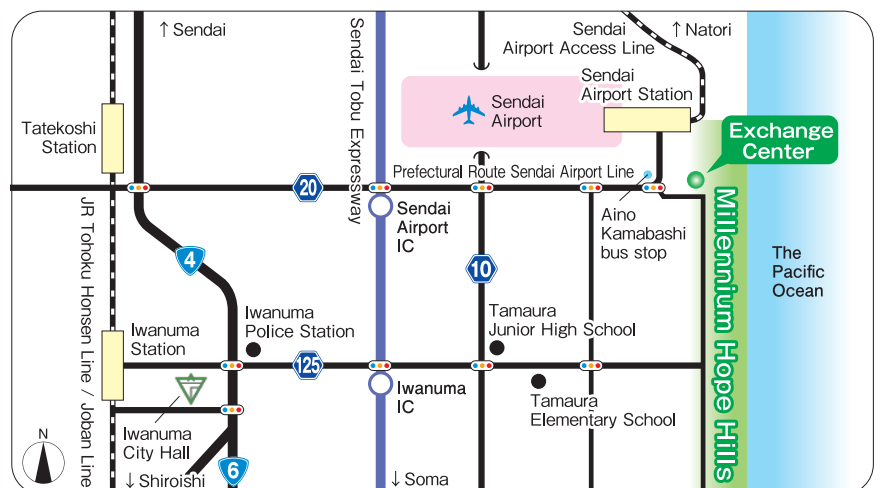 ↑ Sendai
Sendai
Airport Access Line
↑ Natori
Sendai Tobu Expressway
Sendai
Airport Station
Sendai
Airport
Tatekoshi
Station
Exchange
Center
Prefectural Route Sendai Airport Line
20
Sendai
Airport
IC
Aino
Kamabashi
bus stop
Millennium Hope Hills
The
Pacific
Ocean
JR Tohoku Honsen Line / Joban Line
4
10
Iwanuma
Police Station
Tamaura
Junior High School
Iwanuma
Station
125
Iwanuma
IC
Tamaura
Elementary School
Iwanuma
City Hall
N
6
↓ Shiroishi
↓ Soma